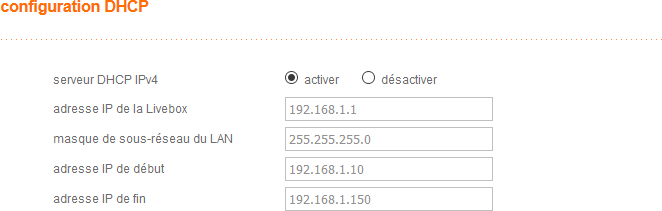 configuration DHCP
serveur DHCP IPv4 activer désactiver
adresse IP de la Livebox 192.168.1.1
masque de sous-réseau du LAN 255.255.255.0
adresse IP de début 192.168.1.10
adresse IP de fin 192.168.1.150